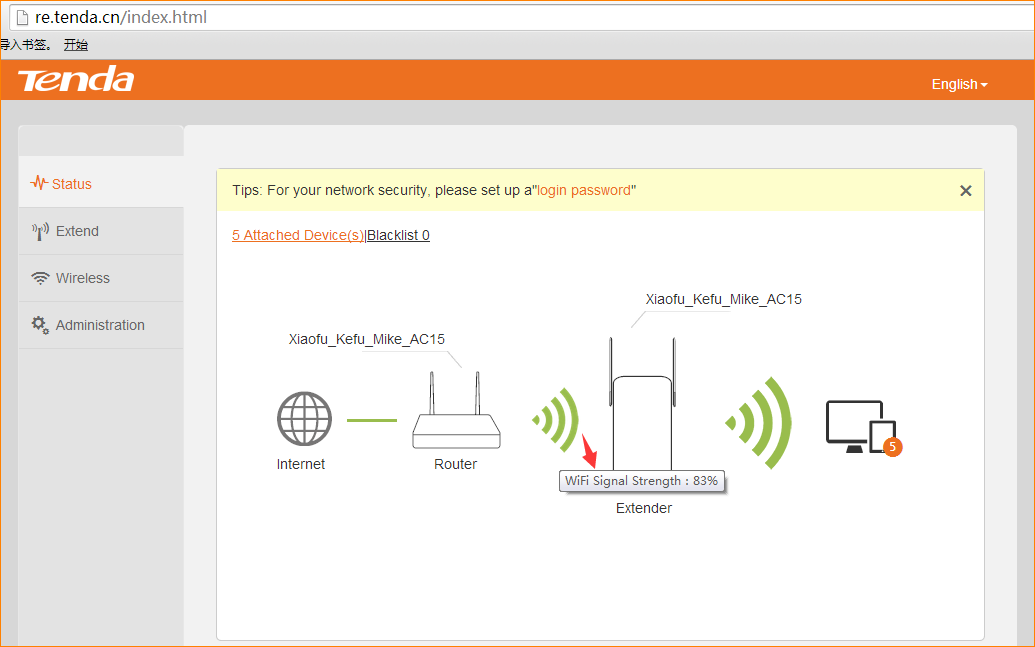 re.tenda.cn/index.html
导入书签。 开始
Tenda
English
Status
Extend
Wireless
Administration
Tips: For your network security, please set up a"login password"
5 Attached Device(s)|Blacklist 0
Xiaofu_Kefu_Mike_AC15
Xiaofu_Kefu_Mike_AC15
Internet
Router
5
WiFi Signal Strength : 83%
Extender